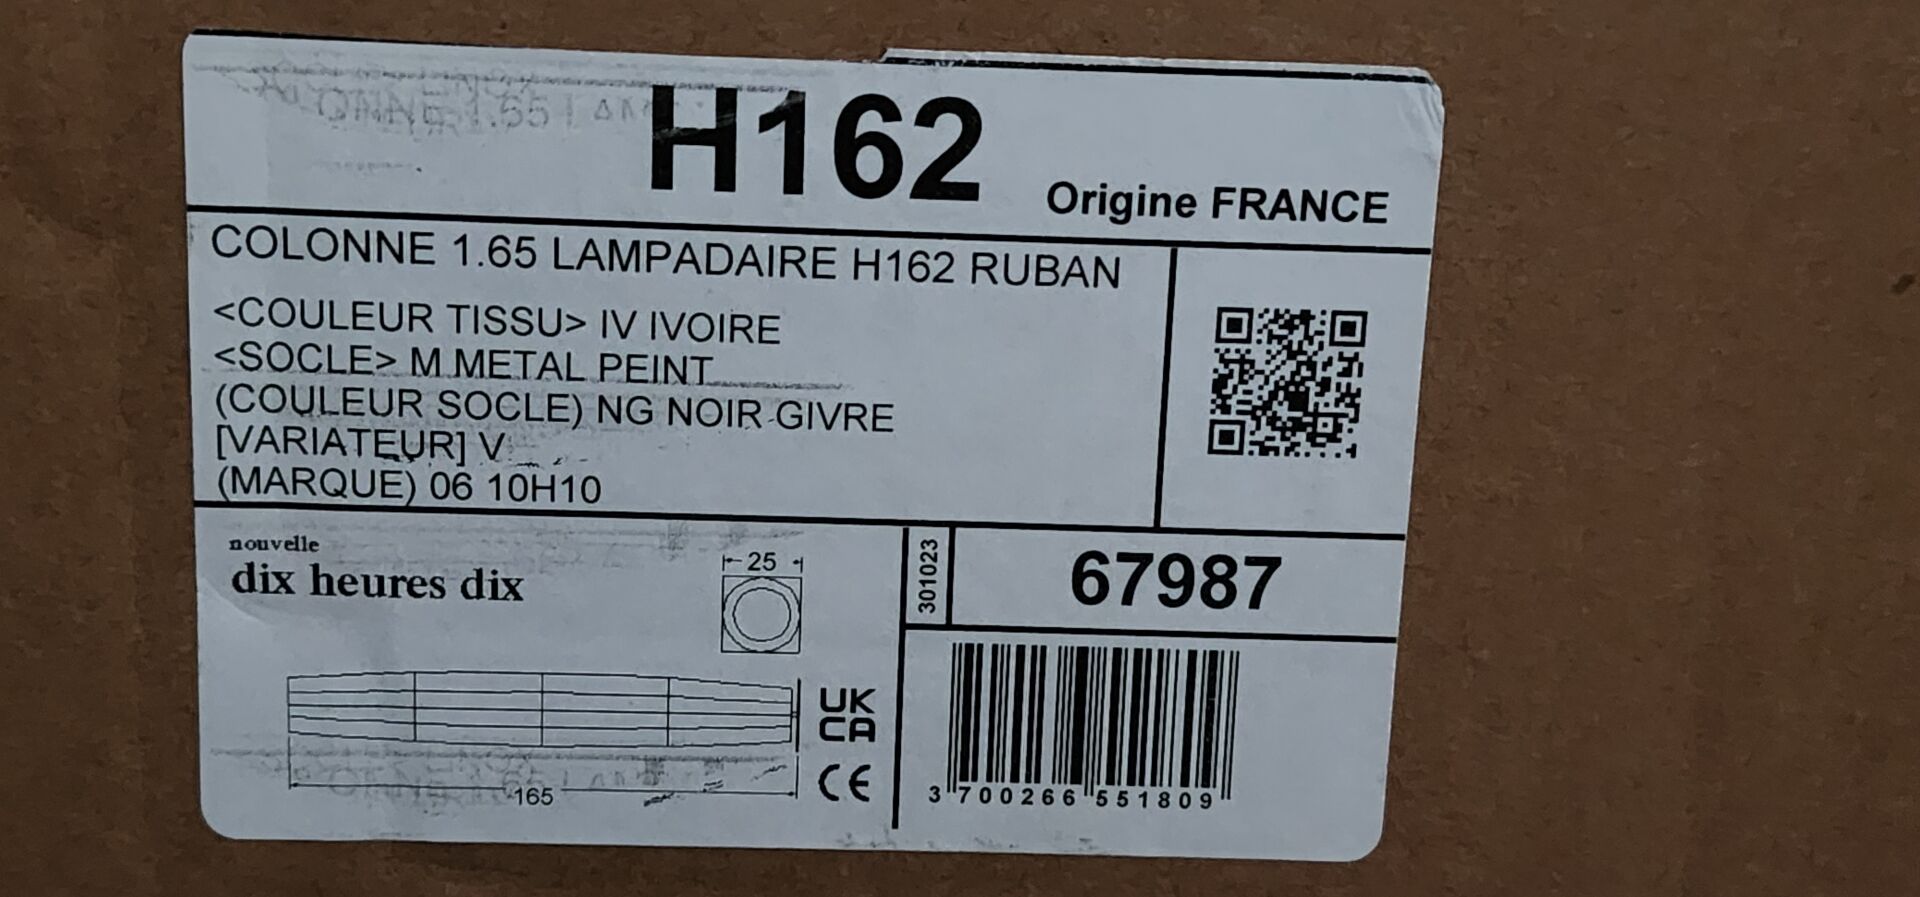 H162
Origine FRANCE
COLONNE 1.65 LAMPADAIRE H162 RUBAN
<COULEUR TISSU> IV IVOIRE
<SOCLE> M METAL PEINT
(COULEUR SOCLE) NG NOIR GIVRE
[VARIATEUR] V
(MARQUE) 06 10H10
nouvelle
dix heures dix
25
165
UK
CA
CE
301023
67987
3 700266 551809